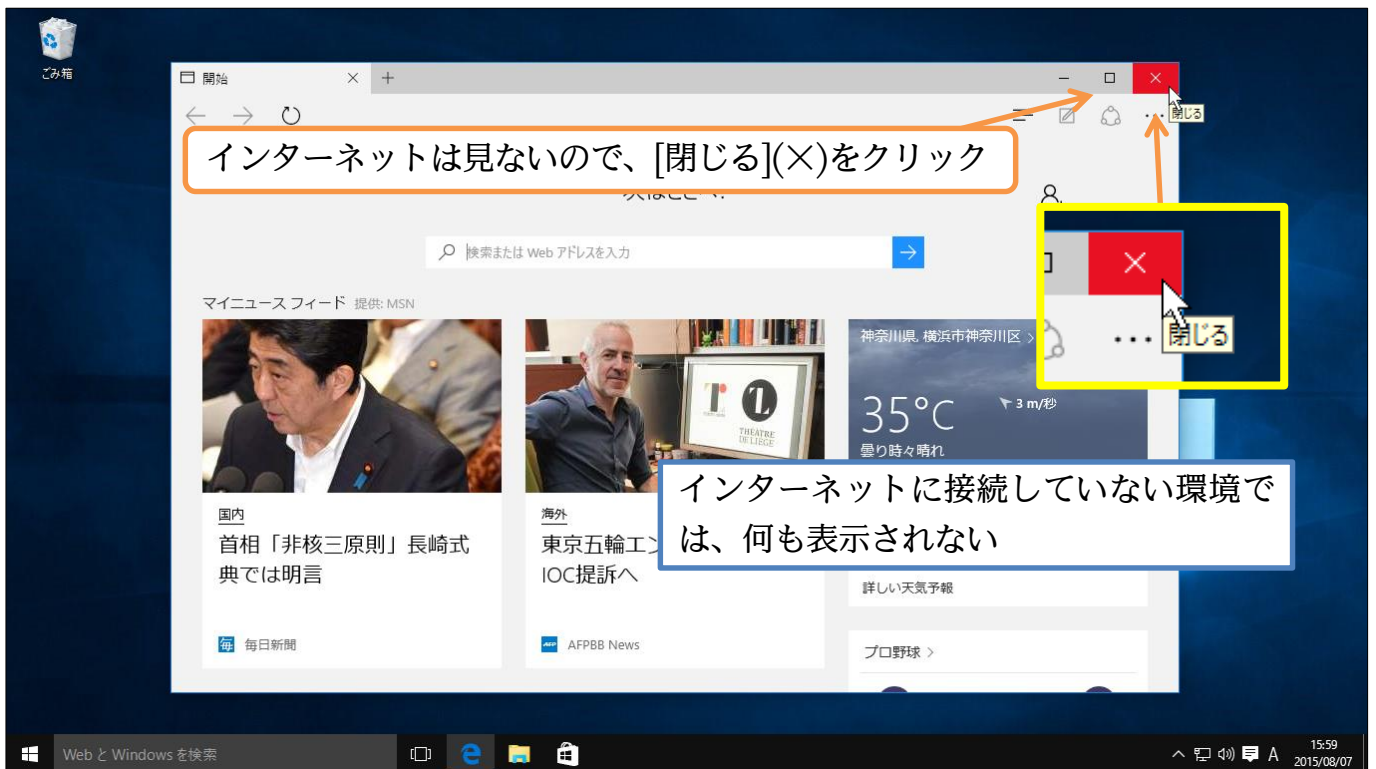 ごみ箱
開始
閉じる
インターネットは見ないので、[閉じる](×)をクリック
検索または Web アドレスを入力
マイニュース フィード 提供: MSN
神奈川県, 横浜市神奈川区 >
閉じる
35°C
3 m/秒
曇り時々晴れ
THEATRE
DE LIEGE
インターネットに接続していない環境で
は、何も表示されない
国内
首相「非核三原則」長崎式
典では明言
毎 毎日新聞
海外
東京五輪エン
IOC提訴へ
AFP AFPBB News
詳しい天気予報
プロ野球 >
Web と Windows を検索
A
15:59
2015/08/07